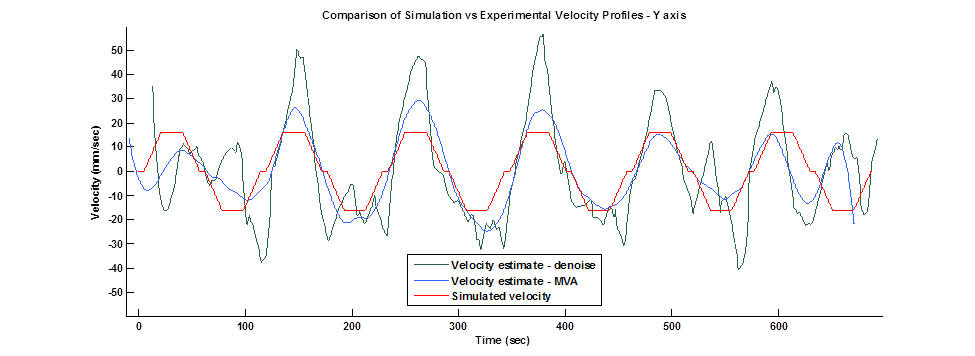 Comparison of Simulation vs Experimental Velocity Profiles - Y axis
50
40
30
20
10
0
-10
-20
-30
-40
-50
Velocity (mm/sec)
Velocity estimate - denoise
Velocity estimate - MVA
Simulated velocity
0 100 200 300 400 500 600
Time (sec)